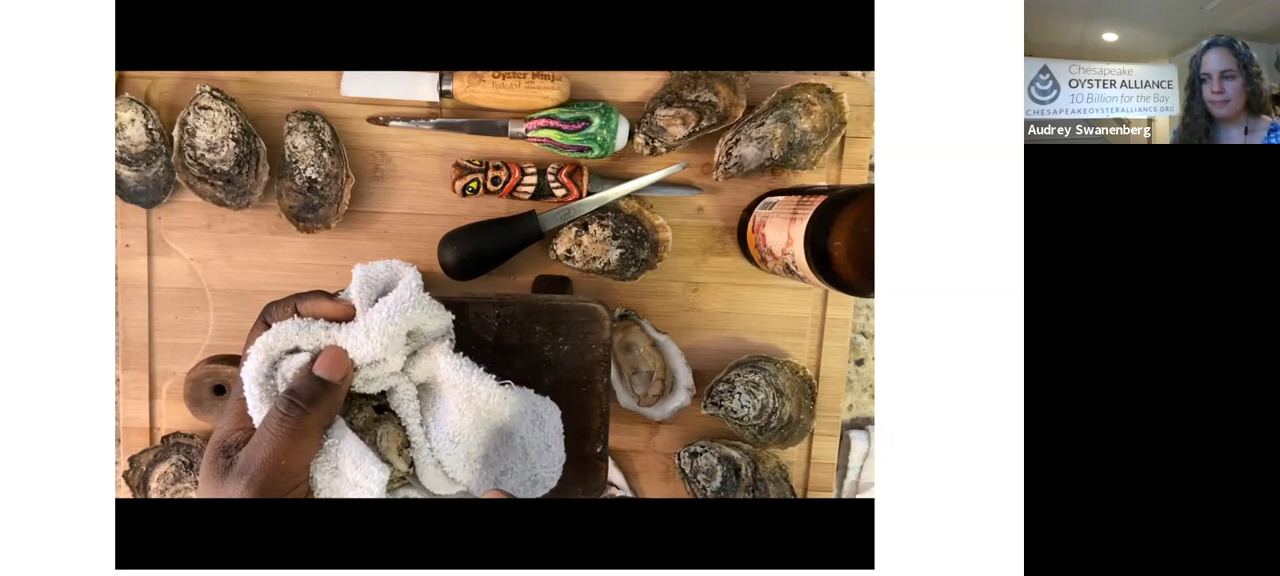 Oyster Ninja
Chesapeake
OYSTER ALLIANCE
10 Billion for the Bay
CHESAPEAKEOYSTERALLIANCE.ORG
Audrey Swanenberg